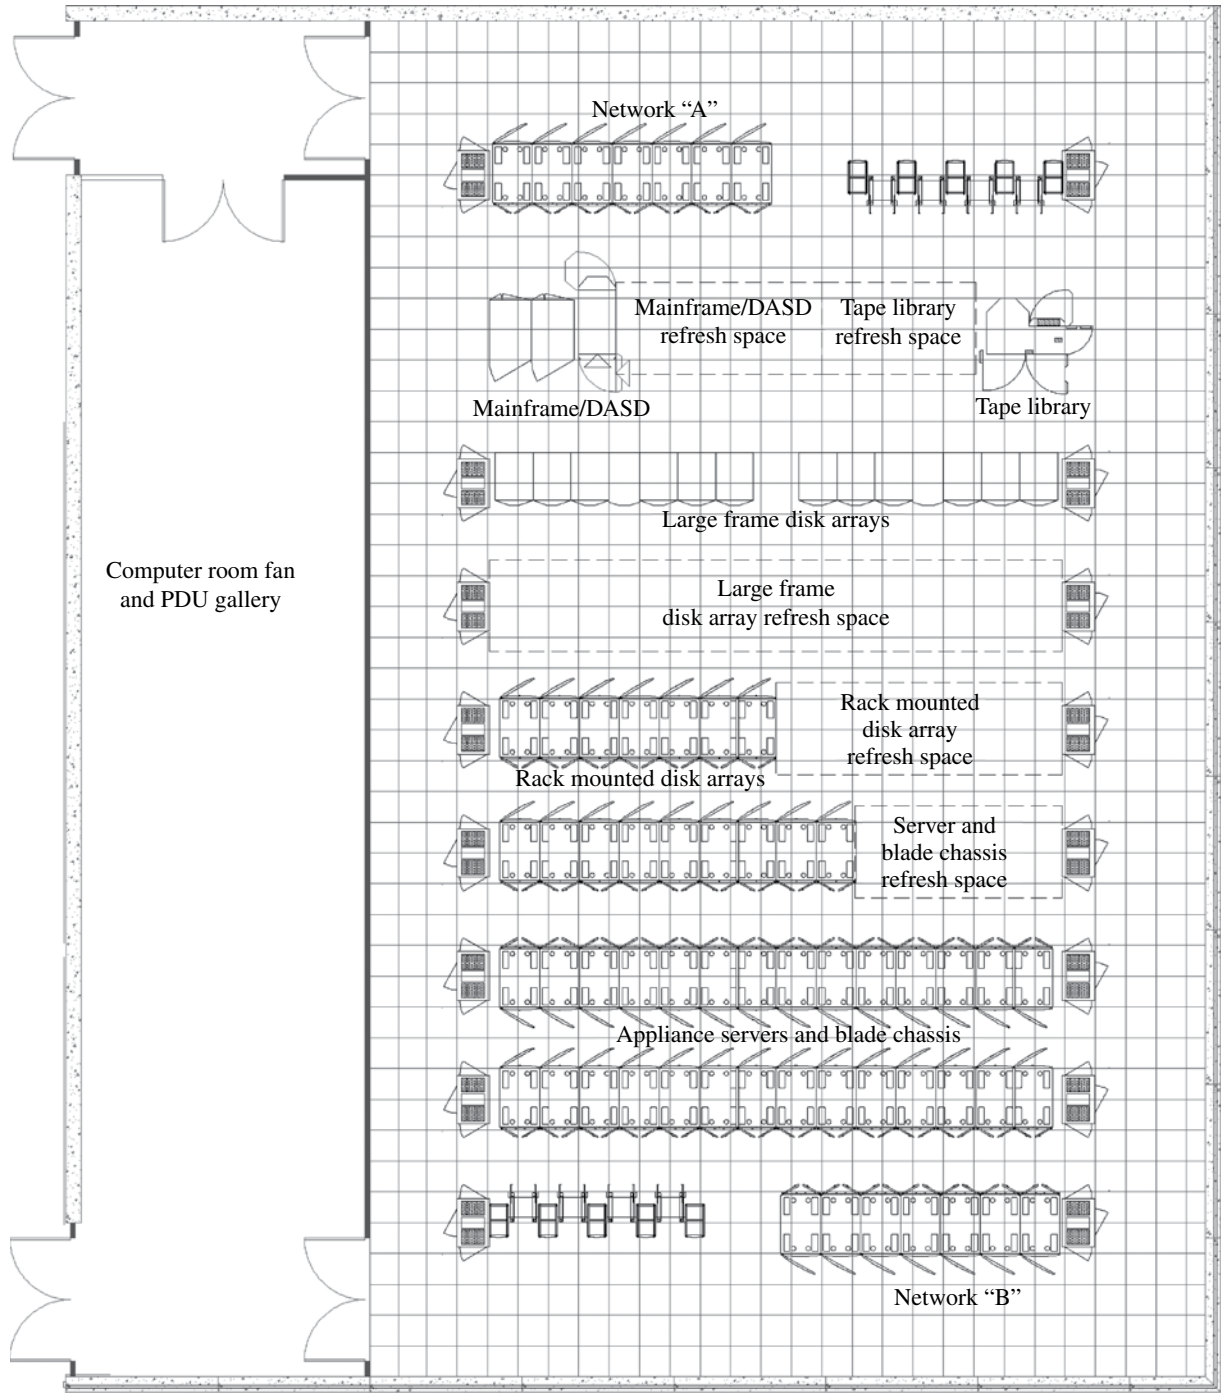 Network “A”
Mainframe/DASD
refresh space
Tape library
refresh space
Mainframe/DASD
Tape library
Large frame disk arrays
Computer room fan
and PDU gallery
Large frame
disk array refresh space
Rack mounted
disk array
refresh space
Rack mounted disk arrays
Server and
blade chassis
refresh space
Appliance servers and blade chassis
Network “B”